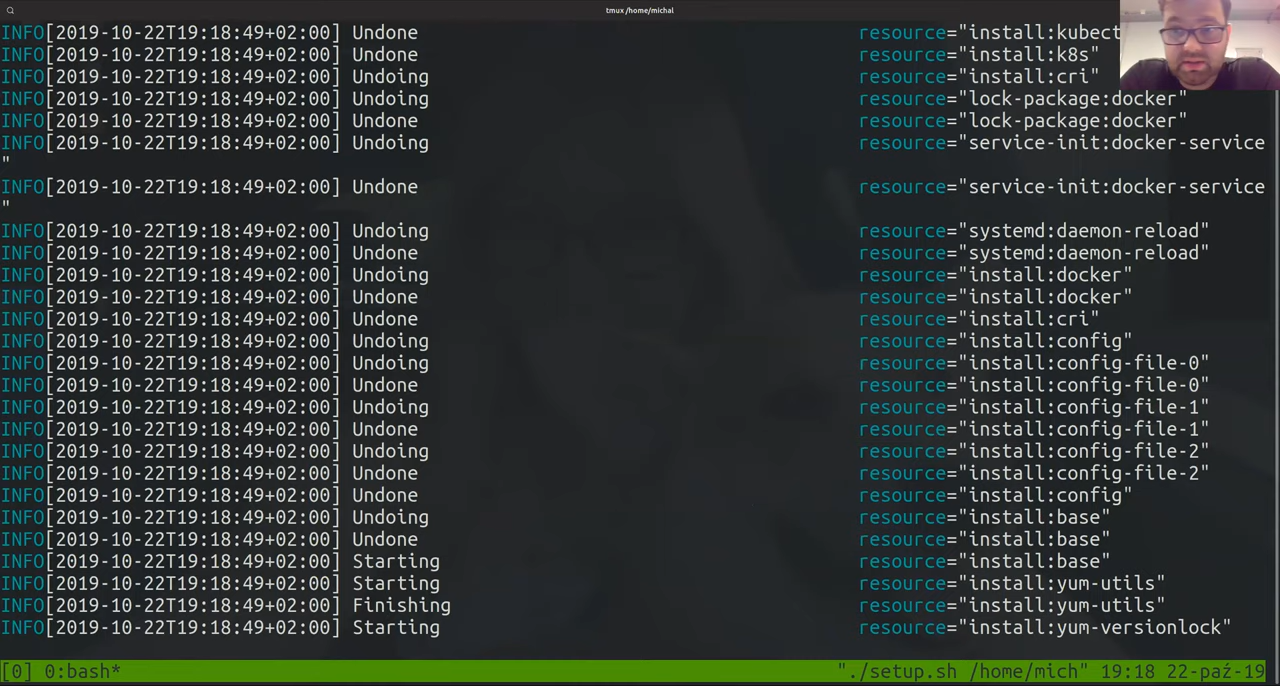 tmux /home/michal
INFO[2019-10-22T19:18:49+02:00] Undone resource="install:kubect
INFO[2019-10-22T19:18:49+02:00] Undone resource="install:k8s"
INFO[2019-10-22T19:18:49+02:00] Undoing resource="install:cri"
INFO[2019-10-22T19:18:49+02:00] Undoing resource="lock-package:docker"
INFO[2019-10-22T19:18:49+02:00] Undone resource="lock-package:docker"
INFO[2019-10-22T19:18:49+02:00] Undoing resource="service-init:docker-service
"
INFO[2019-10-22T19:18:49+02:00] Undone resource="service-init:docker-service
"
INFO[2019-10-22T19:18:49+02:00] Undoing resource="systemd:daemon-reload"
INFO[2019-10-22T19:18:49+02:00] Undone resource="systemd:daemon-reload"
INFO[2019-10-22T19:18:49+02:00] Undoing resource="install:docker"
INFO[2019-10-22T19:18:49+02:00] Undone resource="install:docker"
INFO[2019-10-22T19:18:49+02:00] Undone resource="install:cri"
INFO[2019-10-22T19:18:49+02:00] Undoing resource="install:config"
INFO[2019-10-22T19:18:49+02:00] Undoing resource="install:config-file-0"
INFO[2019-10-22T19:18:49+02:00] Undone resource="install:config-file-0"
INFO[2019-10-22T19:18:49+02:00] Undoing resource="install:config-file-1"
INFO[2019-10-22T19:18:49+02:00] Undone resource="install:config-file-1"
INFO[2019-10-22T19:18:49+02:00] Undoing resource="install:config-file-2"
INFO[2019-10-22T19:18:49+02:00] Undone resource="install:config-file-2"
INFO[2019-10-22T19:18:49+02:00] Undone resource="install:config"
INFO[2019-10-22T19:18:49+02:00] Undoing resource="install:base"
INFO[2019-10-22T19:18:49+02:00] Undone resource="install:base"
INFO[2019-10-22T19:18:49+02:00] Starting resource="install:base"
INFO[2019-10-22T19:18:49+02:00] Starting resource="install:yum-utils"
INFO[2019-10-22T19:18:49+02:00] Finishing resource="install:yum-utils"
INFO[2019-10-22T19:18:49+02:00] Starting resource="install:yum-versionlock"
[0] 0:bash* "./setup.sh /home/mich" 19:18 22-paź-19